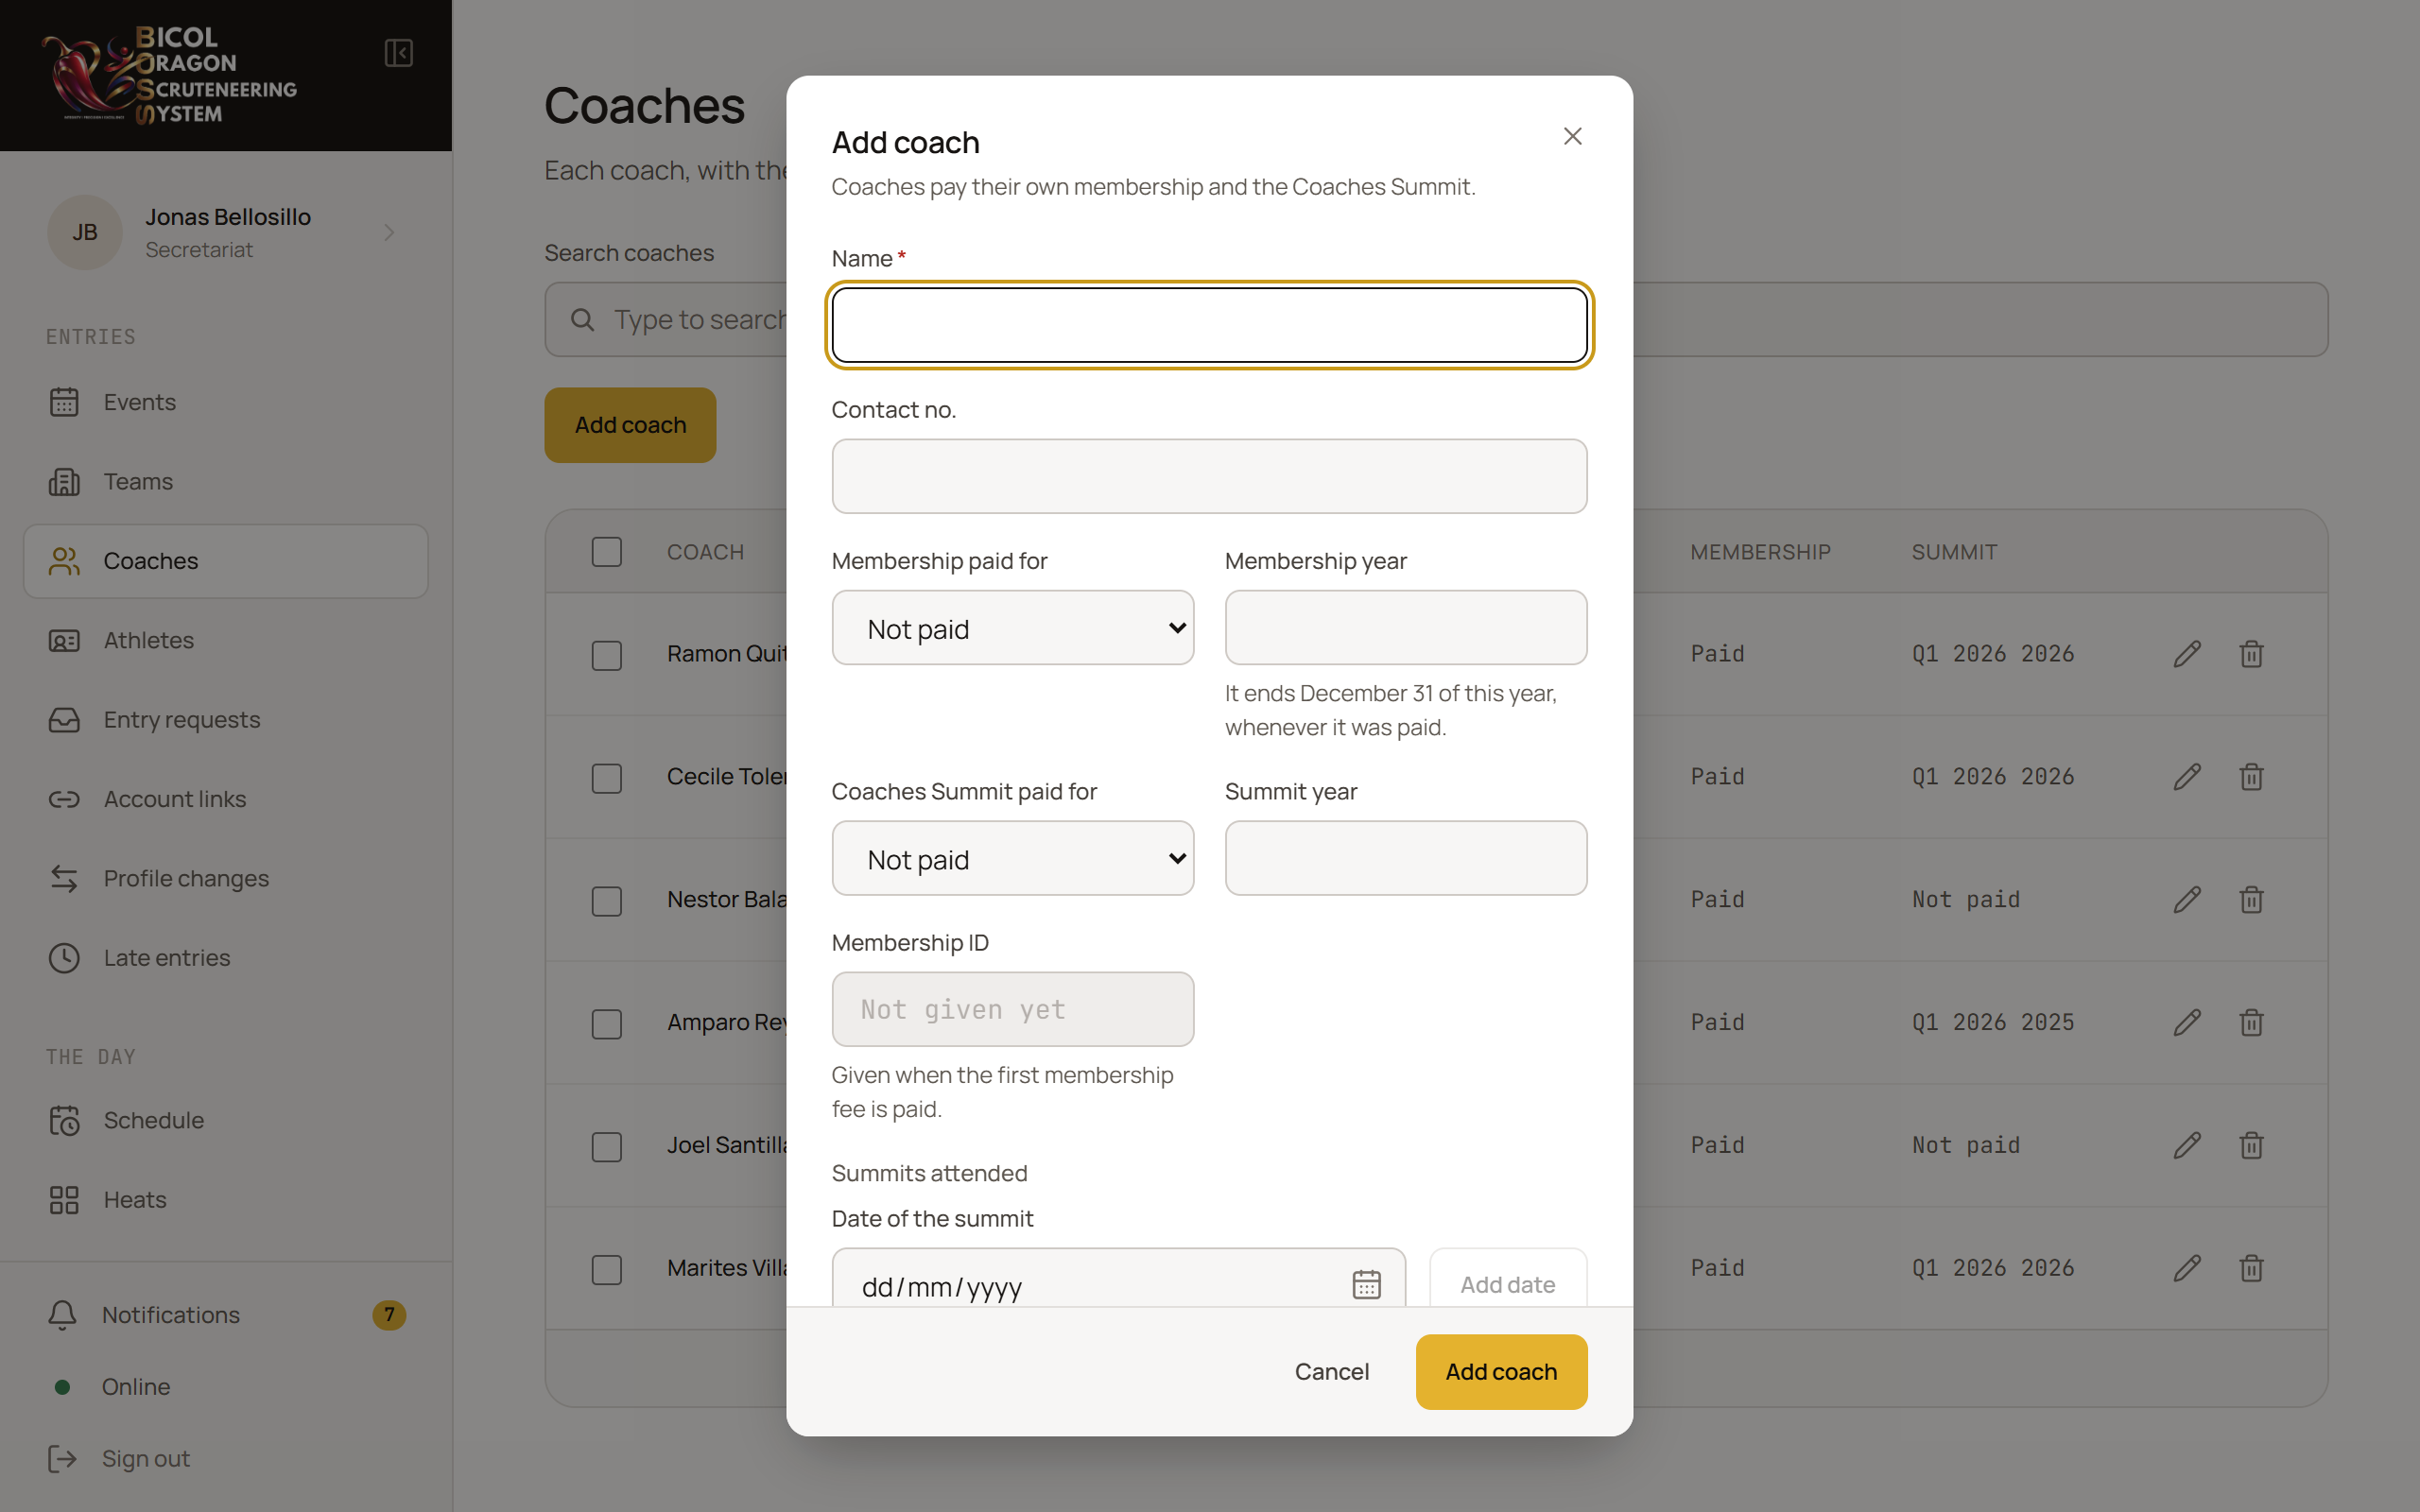 BICOL
DRAGON
SCRUTENEERING
SYSTEM
JB
Jonas Bellosillo
Secretariat
ENTRIES
Events
Teams
Coaches
Athletes
Entry requests
Account links
Profile changes
Late entries
THE DAY
Schedule
Heats
Notifications
7
Online
Sign out
Coaches
Each coach, with
Search coaches
Type to search
Add coach
COACH
MEMBERSHIP
SUMMIT
Ramon
Paid
Q1 2026 2026
Cecile
Paid
Q1 2026 2026
Nestor
Paid
Not paid
Amparo
Paid
Q1 2026 2025
Joel
Paid
Not paid
Marites
Paid
Q1 2026 2026
Add coach
Coaches pay their own membership and the Coaches Summit.
Name *
Contact no.
Membership paid for
Membership year
Not paid
It ends December 31 of this year,
whenever it was paid.
Coaches Summit paid for
Summit year
Not paid
Membership ID
Not given yet
Given when the first membership
fee is paid.
Summits attended
Date of the summit
dd/mm/yyyy
Add date
Cancel
Add coach